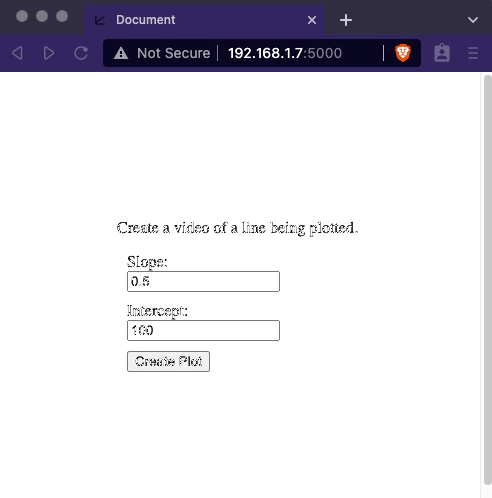 Document
Not Secure 192.168.1.7:5000
Create a video of a line being plotted.
Slope:
0.5
Intercept:
100
Create Plot